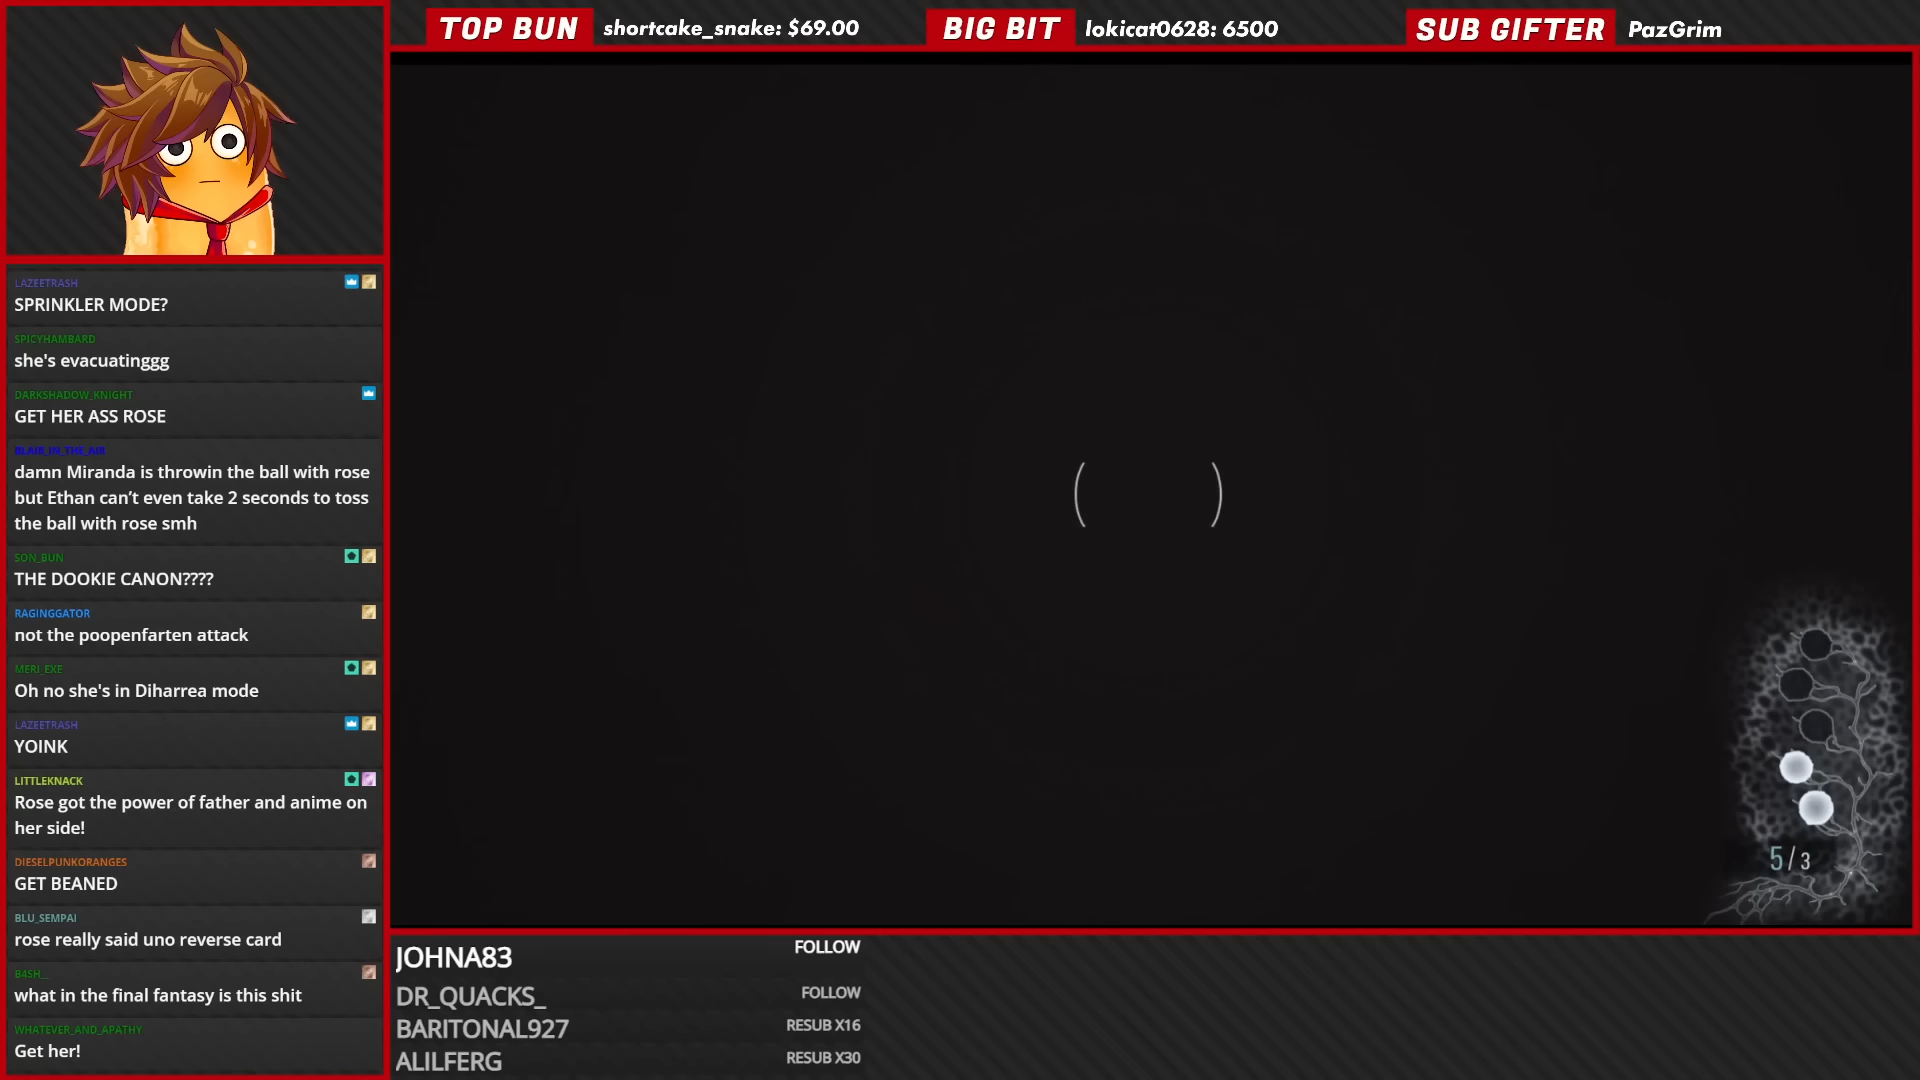 TOP BUN shortcake_snake: $69.00 BIG BIT lokicat0628: 6500 SUB GIFTER PazGrim
LAZEETRASH
SPRINKLER MODE?
SPICYHAMBARD
she's evacuatinggg
DARKSHADOW_KNIGHT
GET HER ASS ROSE
BLAIR_IN_THE_AIR
damn Miranda is throwin the ball with rose
but Ethan can’t even take 2 seconds to toss
the ball with rose smh
SON_BUN
THE DOOKIE CANON????
RAGINGGATOR
not the poopenfarten attack
MERI_EXE
Oh no she's in Diharrea mode
LAZEETRASH
YOINK
LITTLEKNACK
Rose got the power of father and anime on
her side!
DIESELPUNKORANGES
GET BEANED
BLU_SEMPAI
rose really said uno reverse card
B4SH_
what in the final fantasy is this shit
WHATEVER_AND_APATHY
Get her!
5/3
JOHNA83 FOLLOW
DR_QUACKS_ FOLLOW
BARITONAL927 RESUB X16
ALILFERG RESUB X30